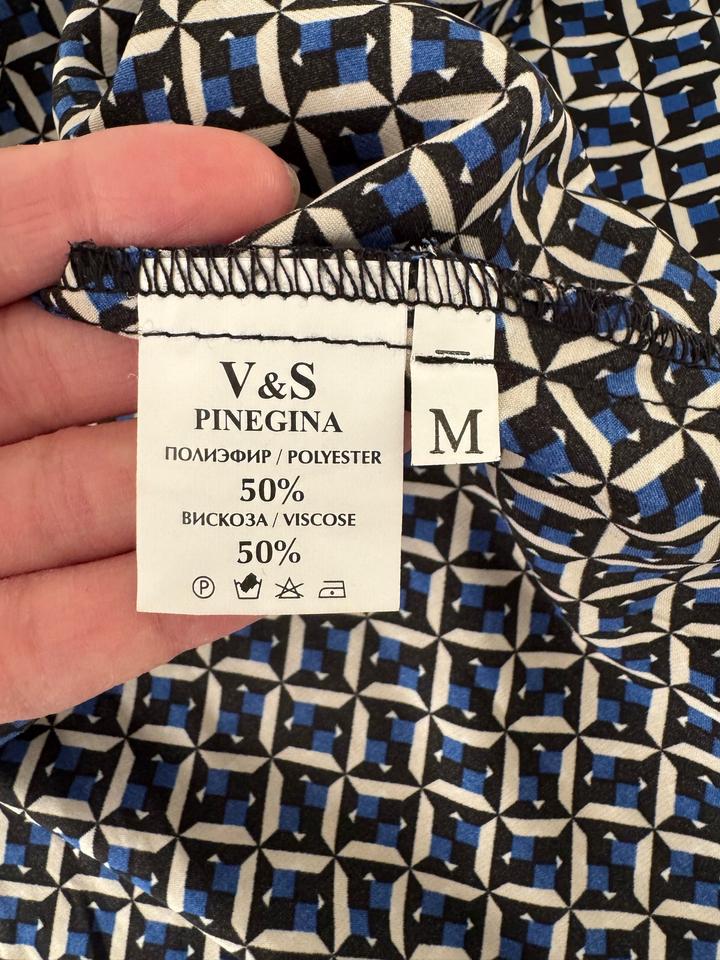 V&S
PINEGINA
ПОЛИЭФИР / POLYESTER
50%
ВИСКОЗА / VISCOSE
50%
P
M